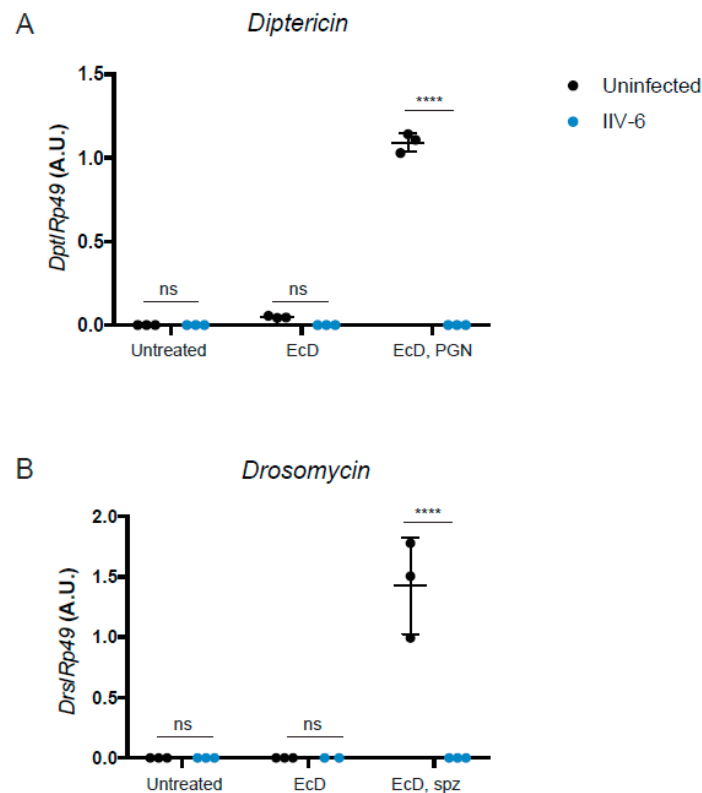 A
Diptericin
Uninfected
IIV-6
Dpt/Rp49 (A.U.)
1.5
1.0
0.5
0.0
ns
ns
****
Untreated
EcD
EcD, PGN
B
Drosomycin
Drs/Rp49 (A.U.)
2.0
1.5
1.0
0.5
0.0
ns
ns
****
Untreated
EcD
EcD, spz